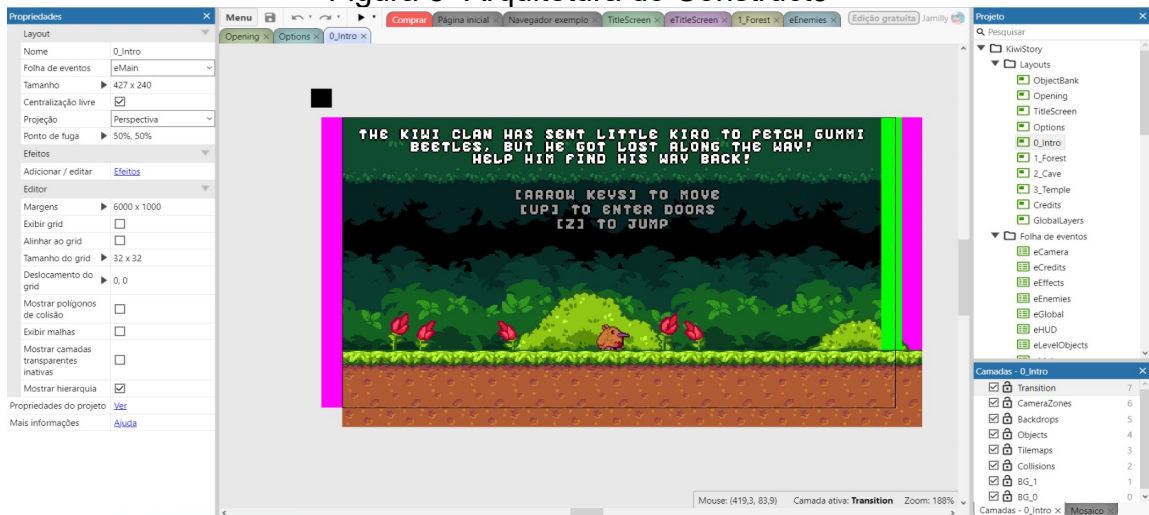 Propriedades
Layout
Nome 0_Intro
Folha de eventos eMain
Tamanho 427 x 240
Centralização livre
Projeção Perspectiva
Ponto de fuga 50%, 50%
Efeitos
Adicionar / editar Efeitos
Editor
Margens 6000 x 1000
Exibir grid
Alinhar ao grid
Tamanho do grid 32 x 32
Deslocamento do
grid 0, 0
Mostrar polígonos
de colisão
Exibir malhas
Mostrar camadas
transparentes
inativas
Mostrar hierarquia
Propriedades do projeto Ver
Mais informações Ajuda
Menu Comprar Página inicial Navegador exemplo TitleScreen eTitleScreen 1_Forest eEnemies Edição gratuita Jamilly
Opening Options 0_Intro
THE KIWI CLAN HAS SENT LITTLE KIRO TO FETCH GUMMI
BEETLES, BUT HE GOT LOST ALONG THE WAY!
HELP HIM FIND HIS WAY BACK!
[ARROW KEYS] TO MOVE
[UP] TO ENTER DOORS
[Z] TO JUMP
Mouse: (419,3, 83,9) Camada ativa: Transition Zoom: 188%
Projeto
Pesquisar
KiwiStory
Layouts
ObjectBank
Opening
TitleScreen
Options
0_Intro
1_Forest
2_Cave
3_Temple
Credits
GlobalLayers
Folha de eventos
eCamera
eCredits
eEffects
eEnemies
eGlobal
eHUD
eLevelObjects
Camadas - 0_Intro
Transition 7
CameraZones 6
Backdrops 5
Objects 4
Tilemaps 3
Collisions 2
BG_1 1
BG_0 0
Camadas - 0_Intro Mosaico